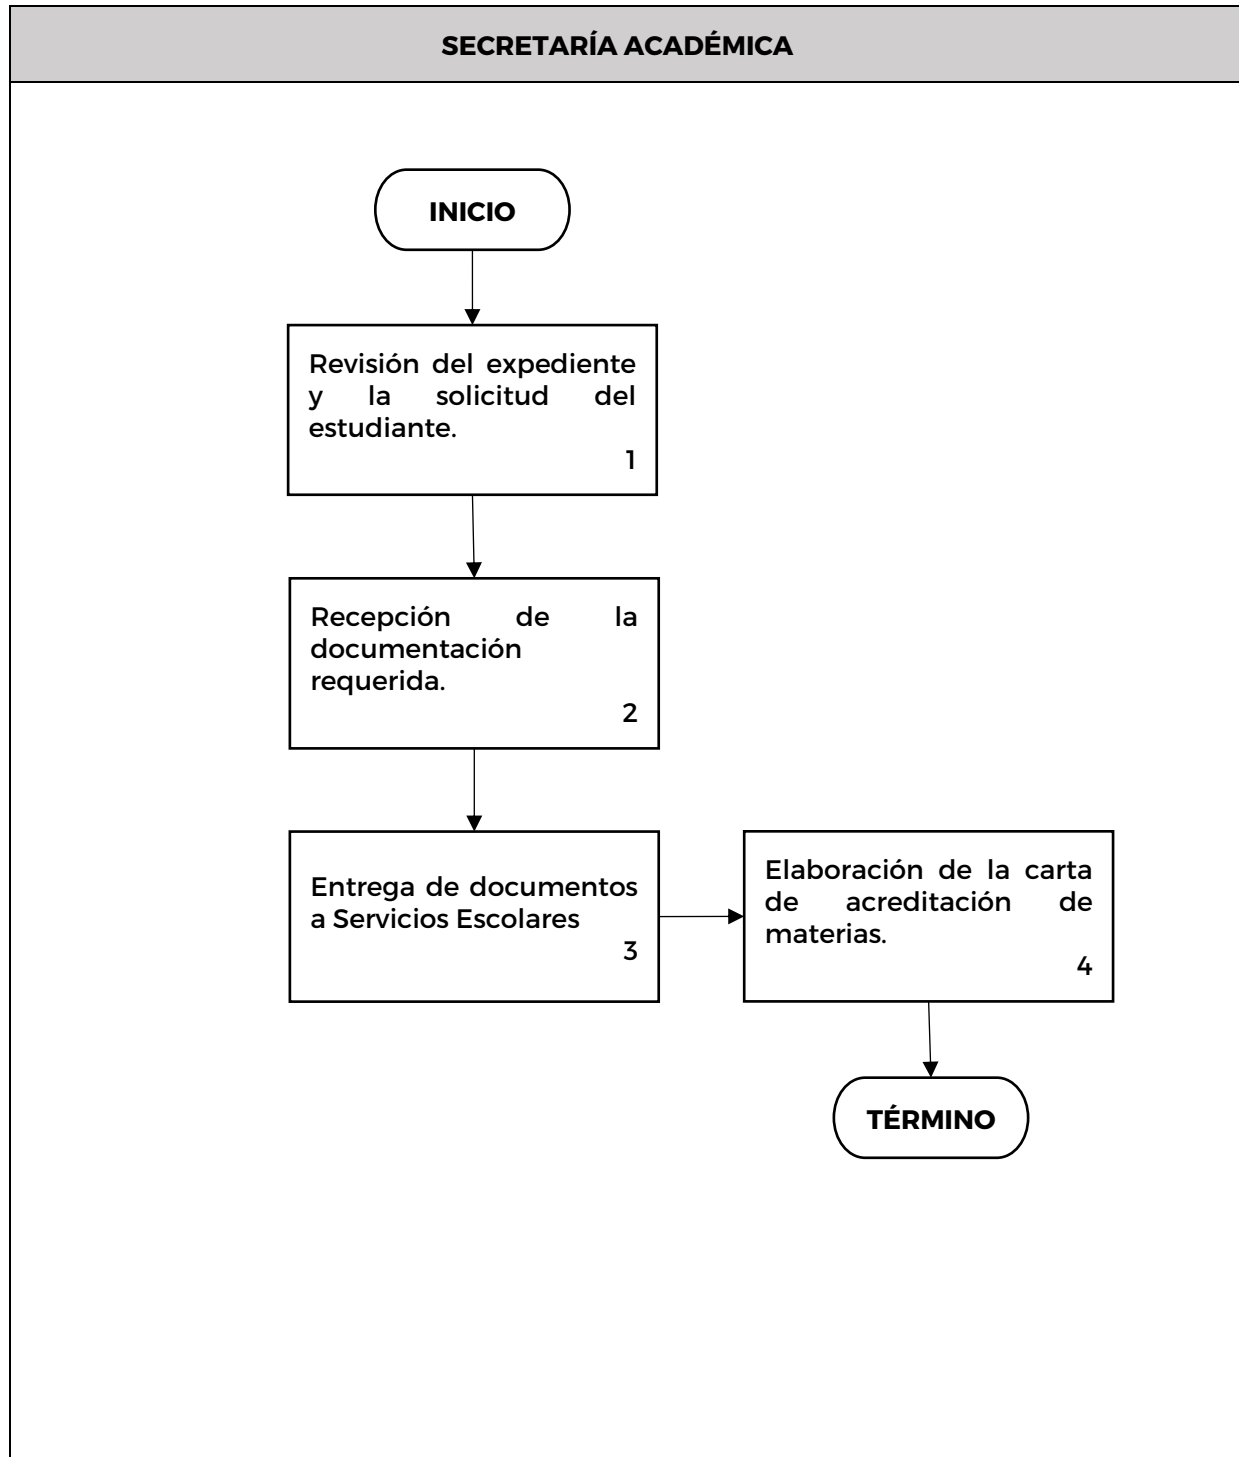 SECRETARÍA ACADÉMICA
INICIO
Revisión del expediente
y la solicitud del
estudiante.
1
Recepción de la
documentación
requerida.
2
Entrega de documentos
a Servicios Escolares
3
Elaboración de la carta
de acreditación de
materias.
4
TÉRMINO